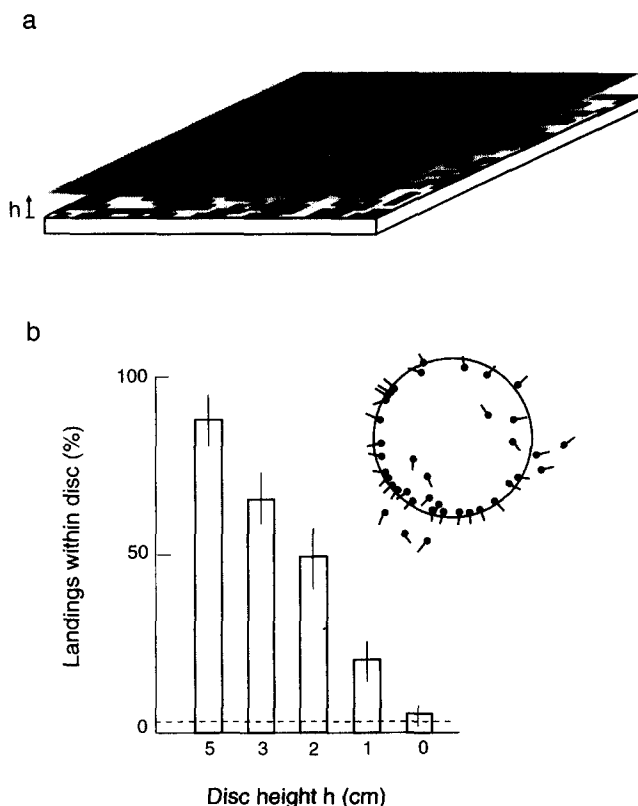 a
h
b
100
50
0
Landings within disc (%)
5 3 2 1 0
Disc height h (cm)